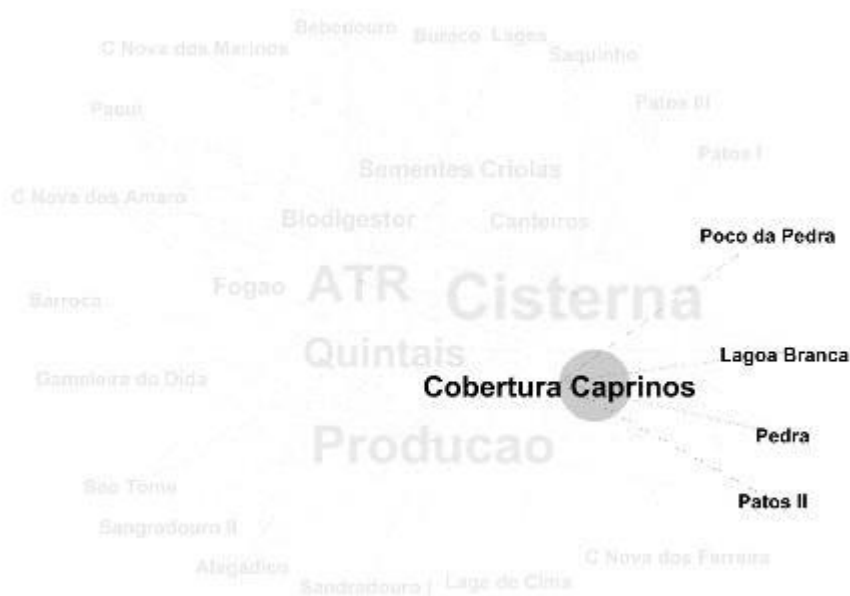 Bebedouro
Buraco
Lagea
C Nova dos Marinos
Saquinho
Patos III
Pacui
Patos I
Sementes Criolas
C Nova dos Amaro
Biodigestor
Canteiros
Poco da Pedra
Fogao
ATR
Cisterna
Barroca
Quintais
Lagoa Branca
Gameleira do Dida
Cobertura Caprinos
Producao
Pedra
Sao Tome
Patos II
Sangradouro II
Alagadico
Sandradouro I
Lage de Cima
C Nova dos Ferreira